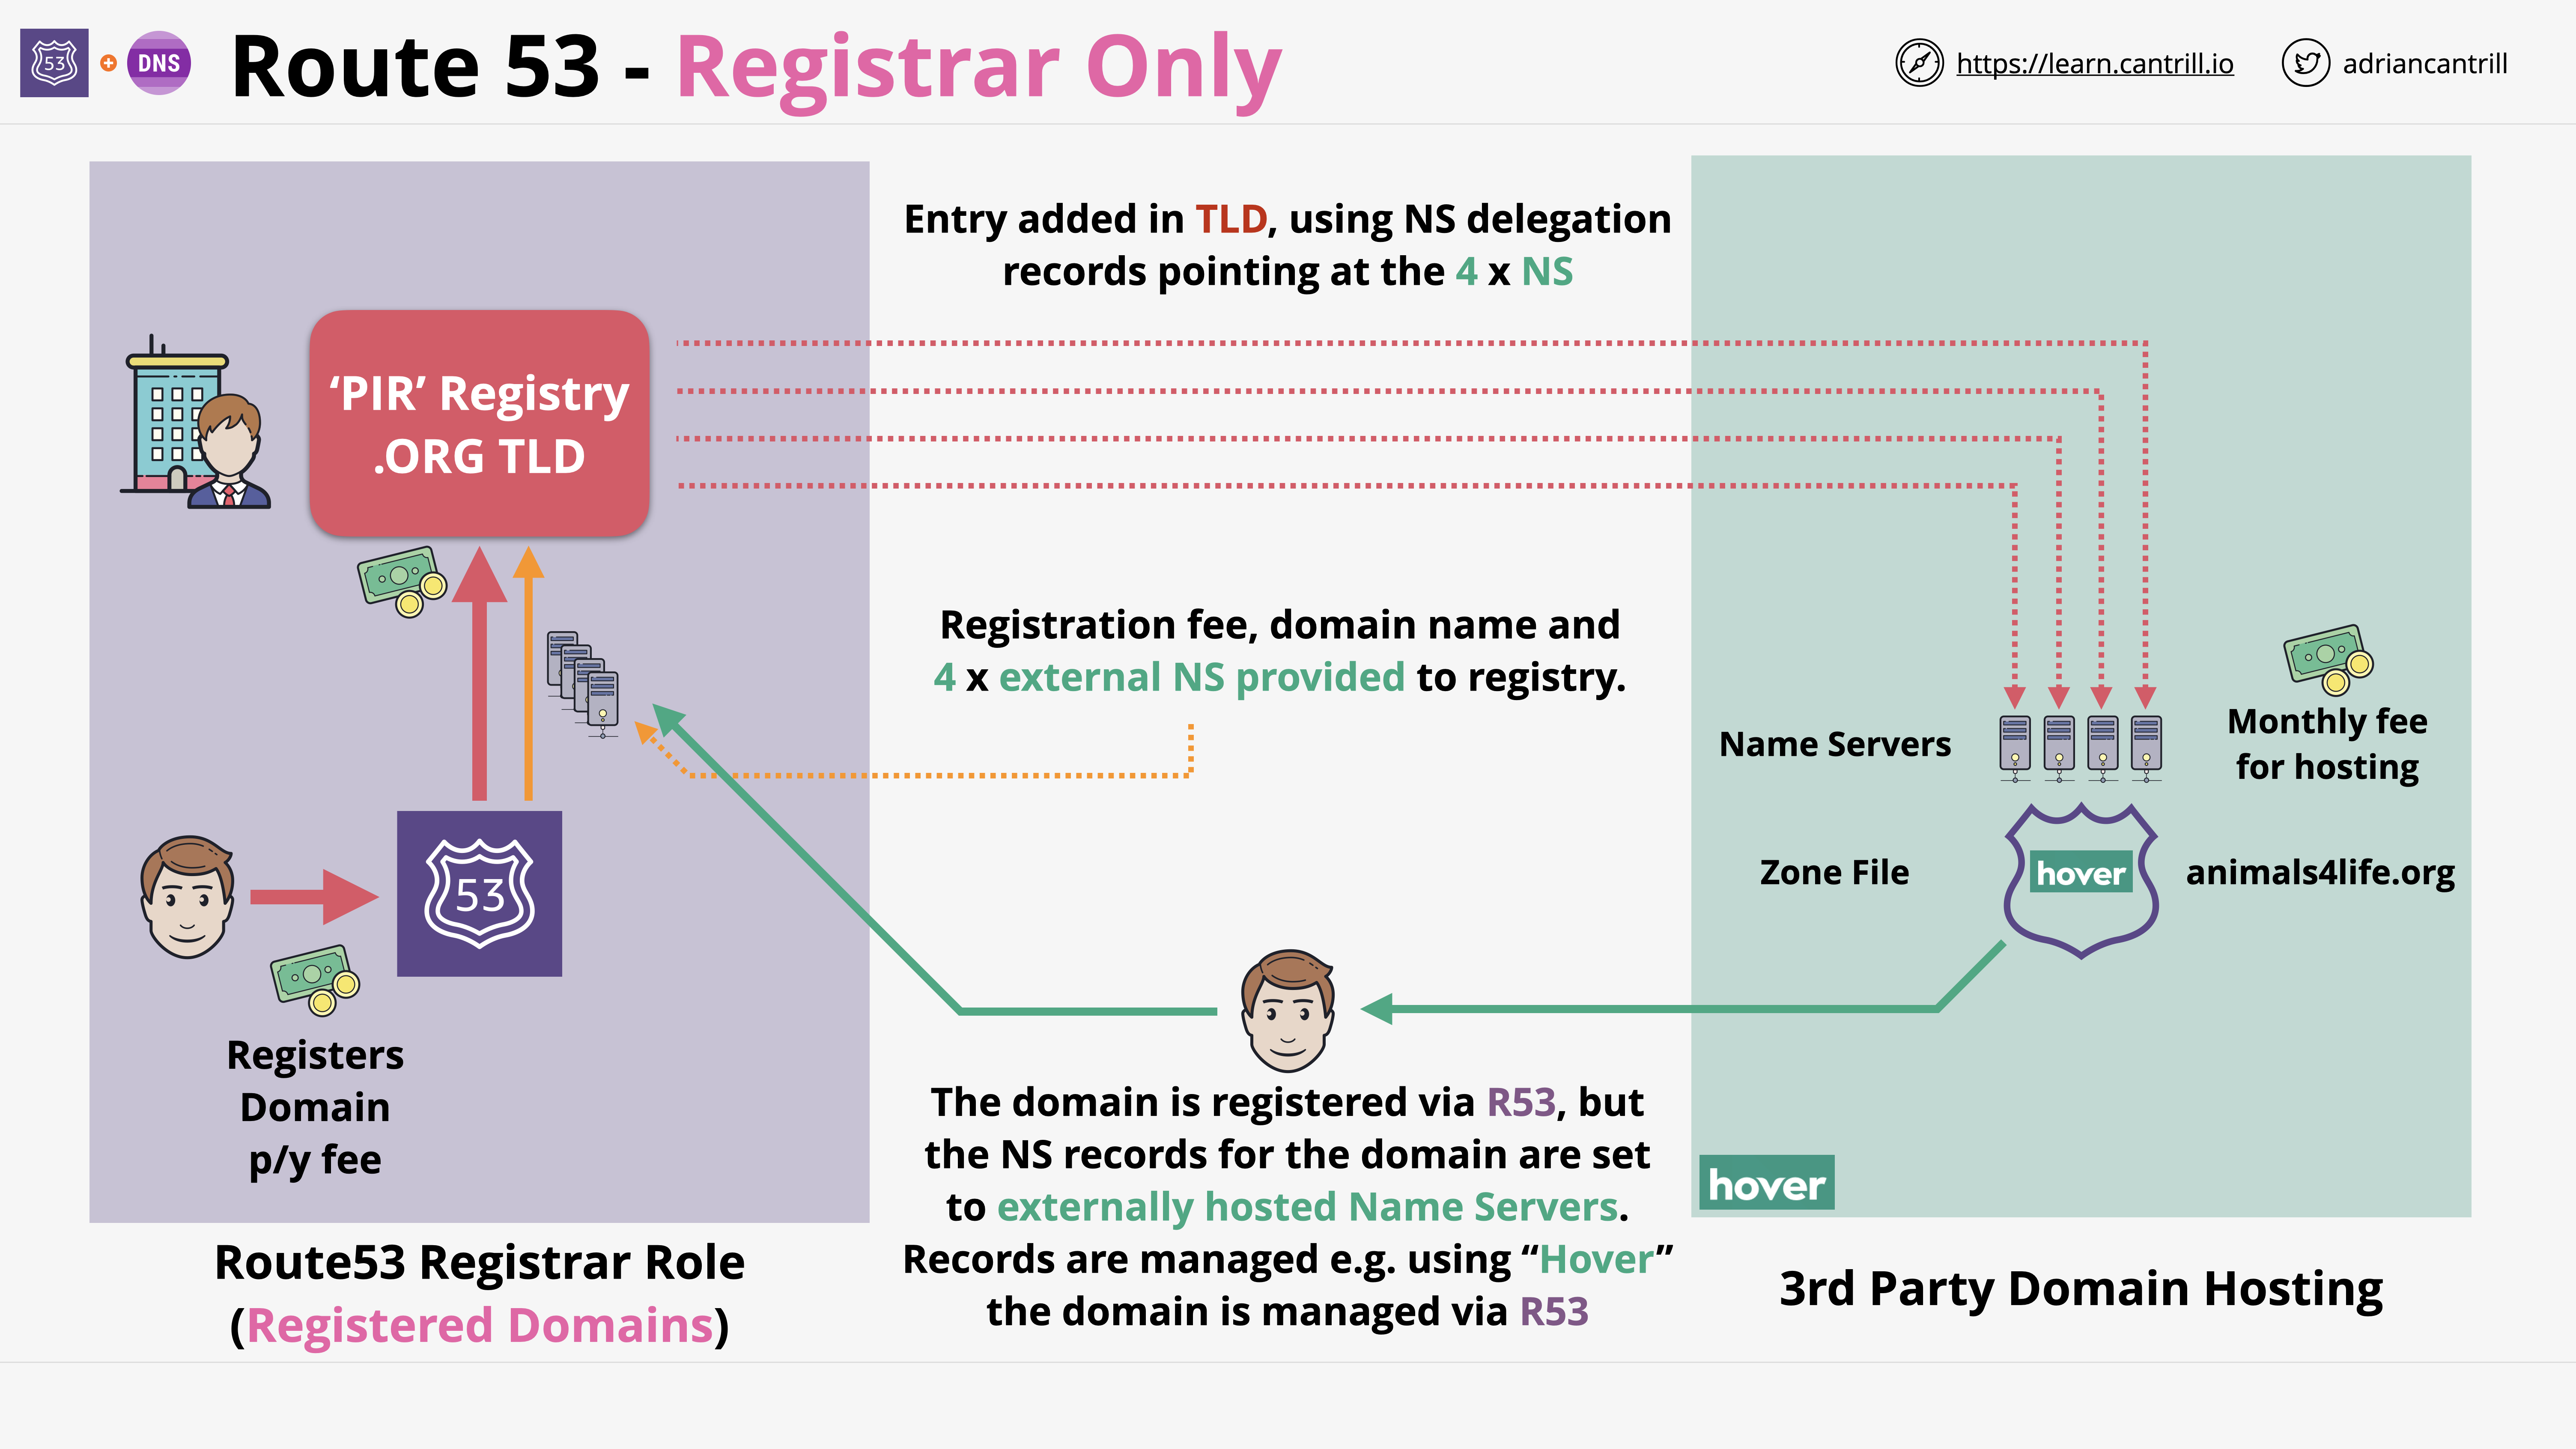 53
DNS
Route 53 - Registrar Only
https://learn.cantrill.io
adriancantrill
Entry added in TLD, using NS delegation
records pointing at the 4 x NS
‘PIR’ Registry
.ORG TLD
Registration fee, domain name and
4 x external NS provided to registry.
Name Servers
Monthly fee
for hosting
53
Zone File
hover
animals4life.org
Registers
Domain
p/y fee
The domain is registered via R53, but
the NS records for the domain are set
to externally hosted Name Servers.
Records are managed e.g. using “Hover”
the domain is managed via R53
hover
Route53 Registrar Role
(Registered Domains)
3rd Party Domain Hosting